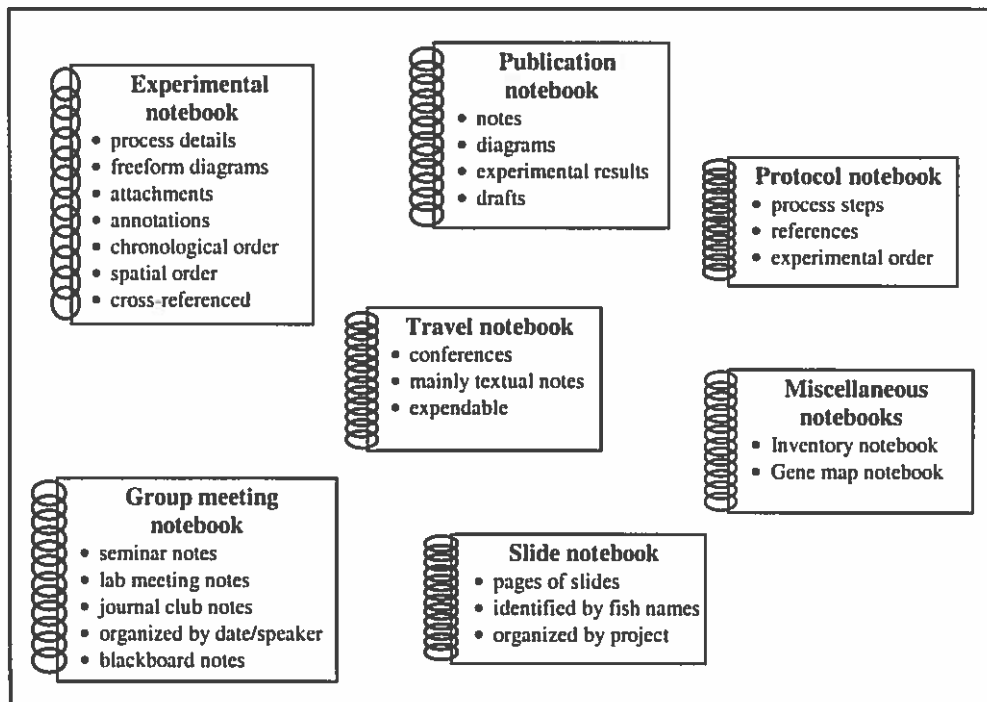 Experimental
notebook
• process details
• freeform diagrams
• attachments
• annotations
• chronological order
• spatial order
• cross-referenced
Publication
notebook
• notes
• diagrams
• experimental results
• drafts
Protocol notebook
• process steps
• references
• experimental order
Travel notebook
• conferences
• mainly textual notes
• expendable
Miscellaneous
notebooks
• Inventory notebook
• Gene map notebook
Group meeting
notebook
• seminar notes
• lab meeting notes
• journal club notes
• organized by date/speaker
• blackboard notes
Slide notebook
• pages of slides
• identified by fish names
• organized by project